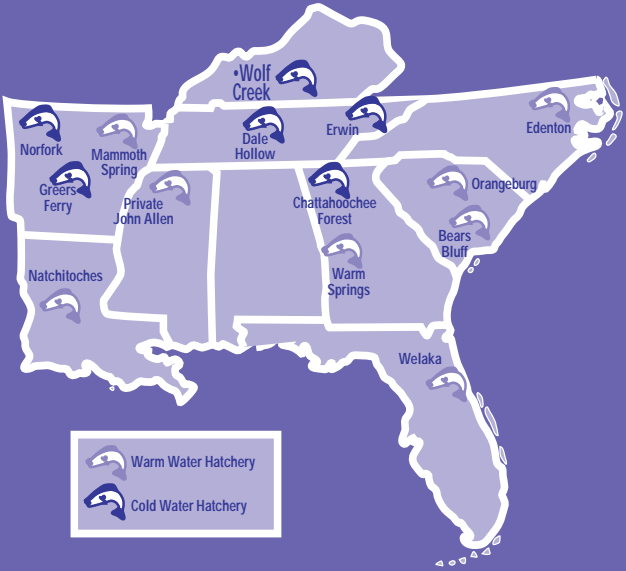 •Wolf
Creek
Norfork
Mammoth
Spring
Dale
Hollow
Erwin
Edenton
Greers
Ferry
Private
John Allen
Chattahoochee
Forest
Orangeburg
Bears
Bluff
Natchitoches
Warm
Springs
Welaka
Warm Water Hatchery
Cold Water Hatchery